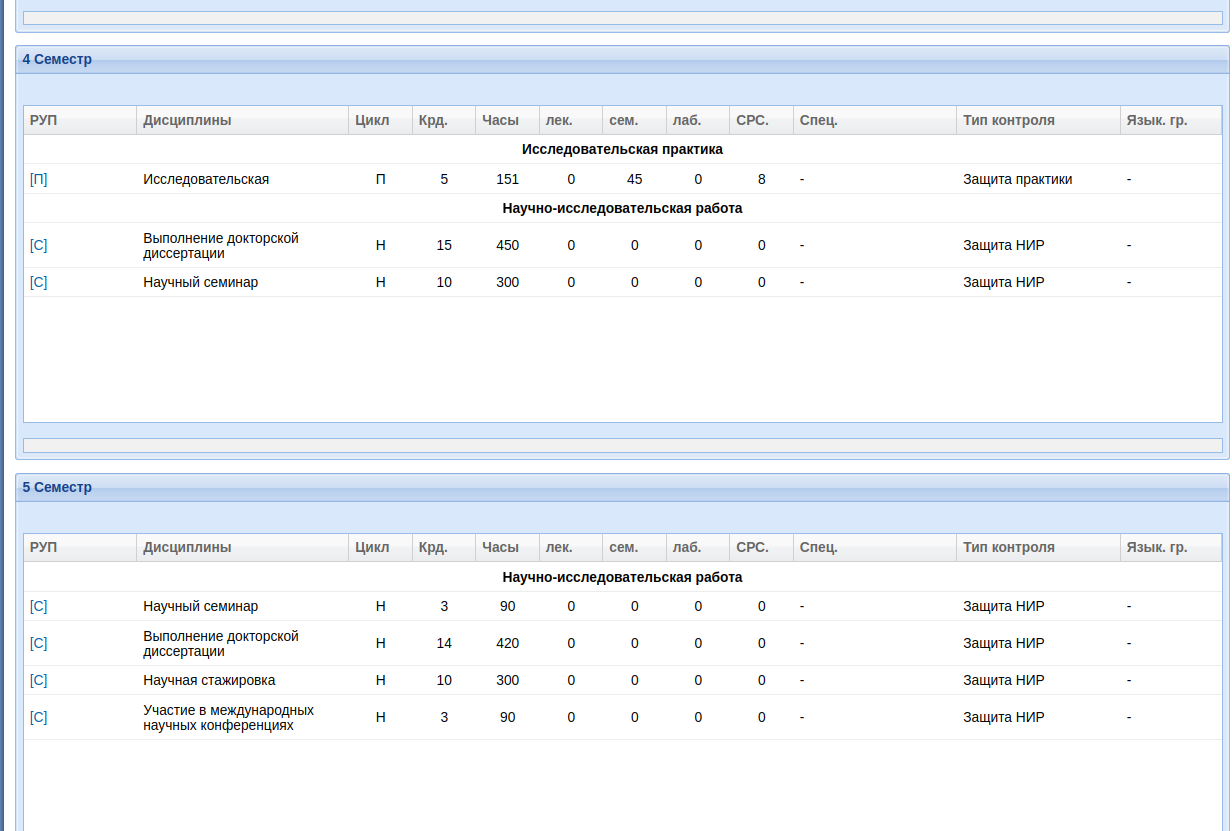 4 Семестр
РУП Дисциплины Цикл Крд. Часы лек. сем. лаб. СРС. Спец. Тип контроля Язык. гр.
Исследовательская практика
[П] Исследовательская П 5 151 0 45 0 8 - Защита практики -
Научно-исследовательская работа
[С] Выполнение докторской диссертации Н 15 450 0 0 0 0 - Защита НИР -
[С] Научный семинар Н 10 300 0 0 0 0 - Защита НИР -
5 Семестр
РУП Дисциплины Цикл Крд. Часы лек. сем. лаб. СРС. Спец. Тип контроля Язык. гр.
Научно-исследовательская работа
[С] Научный семинар Н 3 90 0 0 0 0 - Защита НИР -
[С] Выполнение докторской диссертации Н 14 420 0 0 0 0 - Защита НИР -
[С] Научная стажировка Н 10 300 0 0 0 0 - Защита НИР -
[С] Участие в международных научных конференциях Н 3 90 0 0 0 0 - Защита НИР -